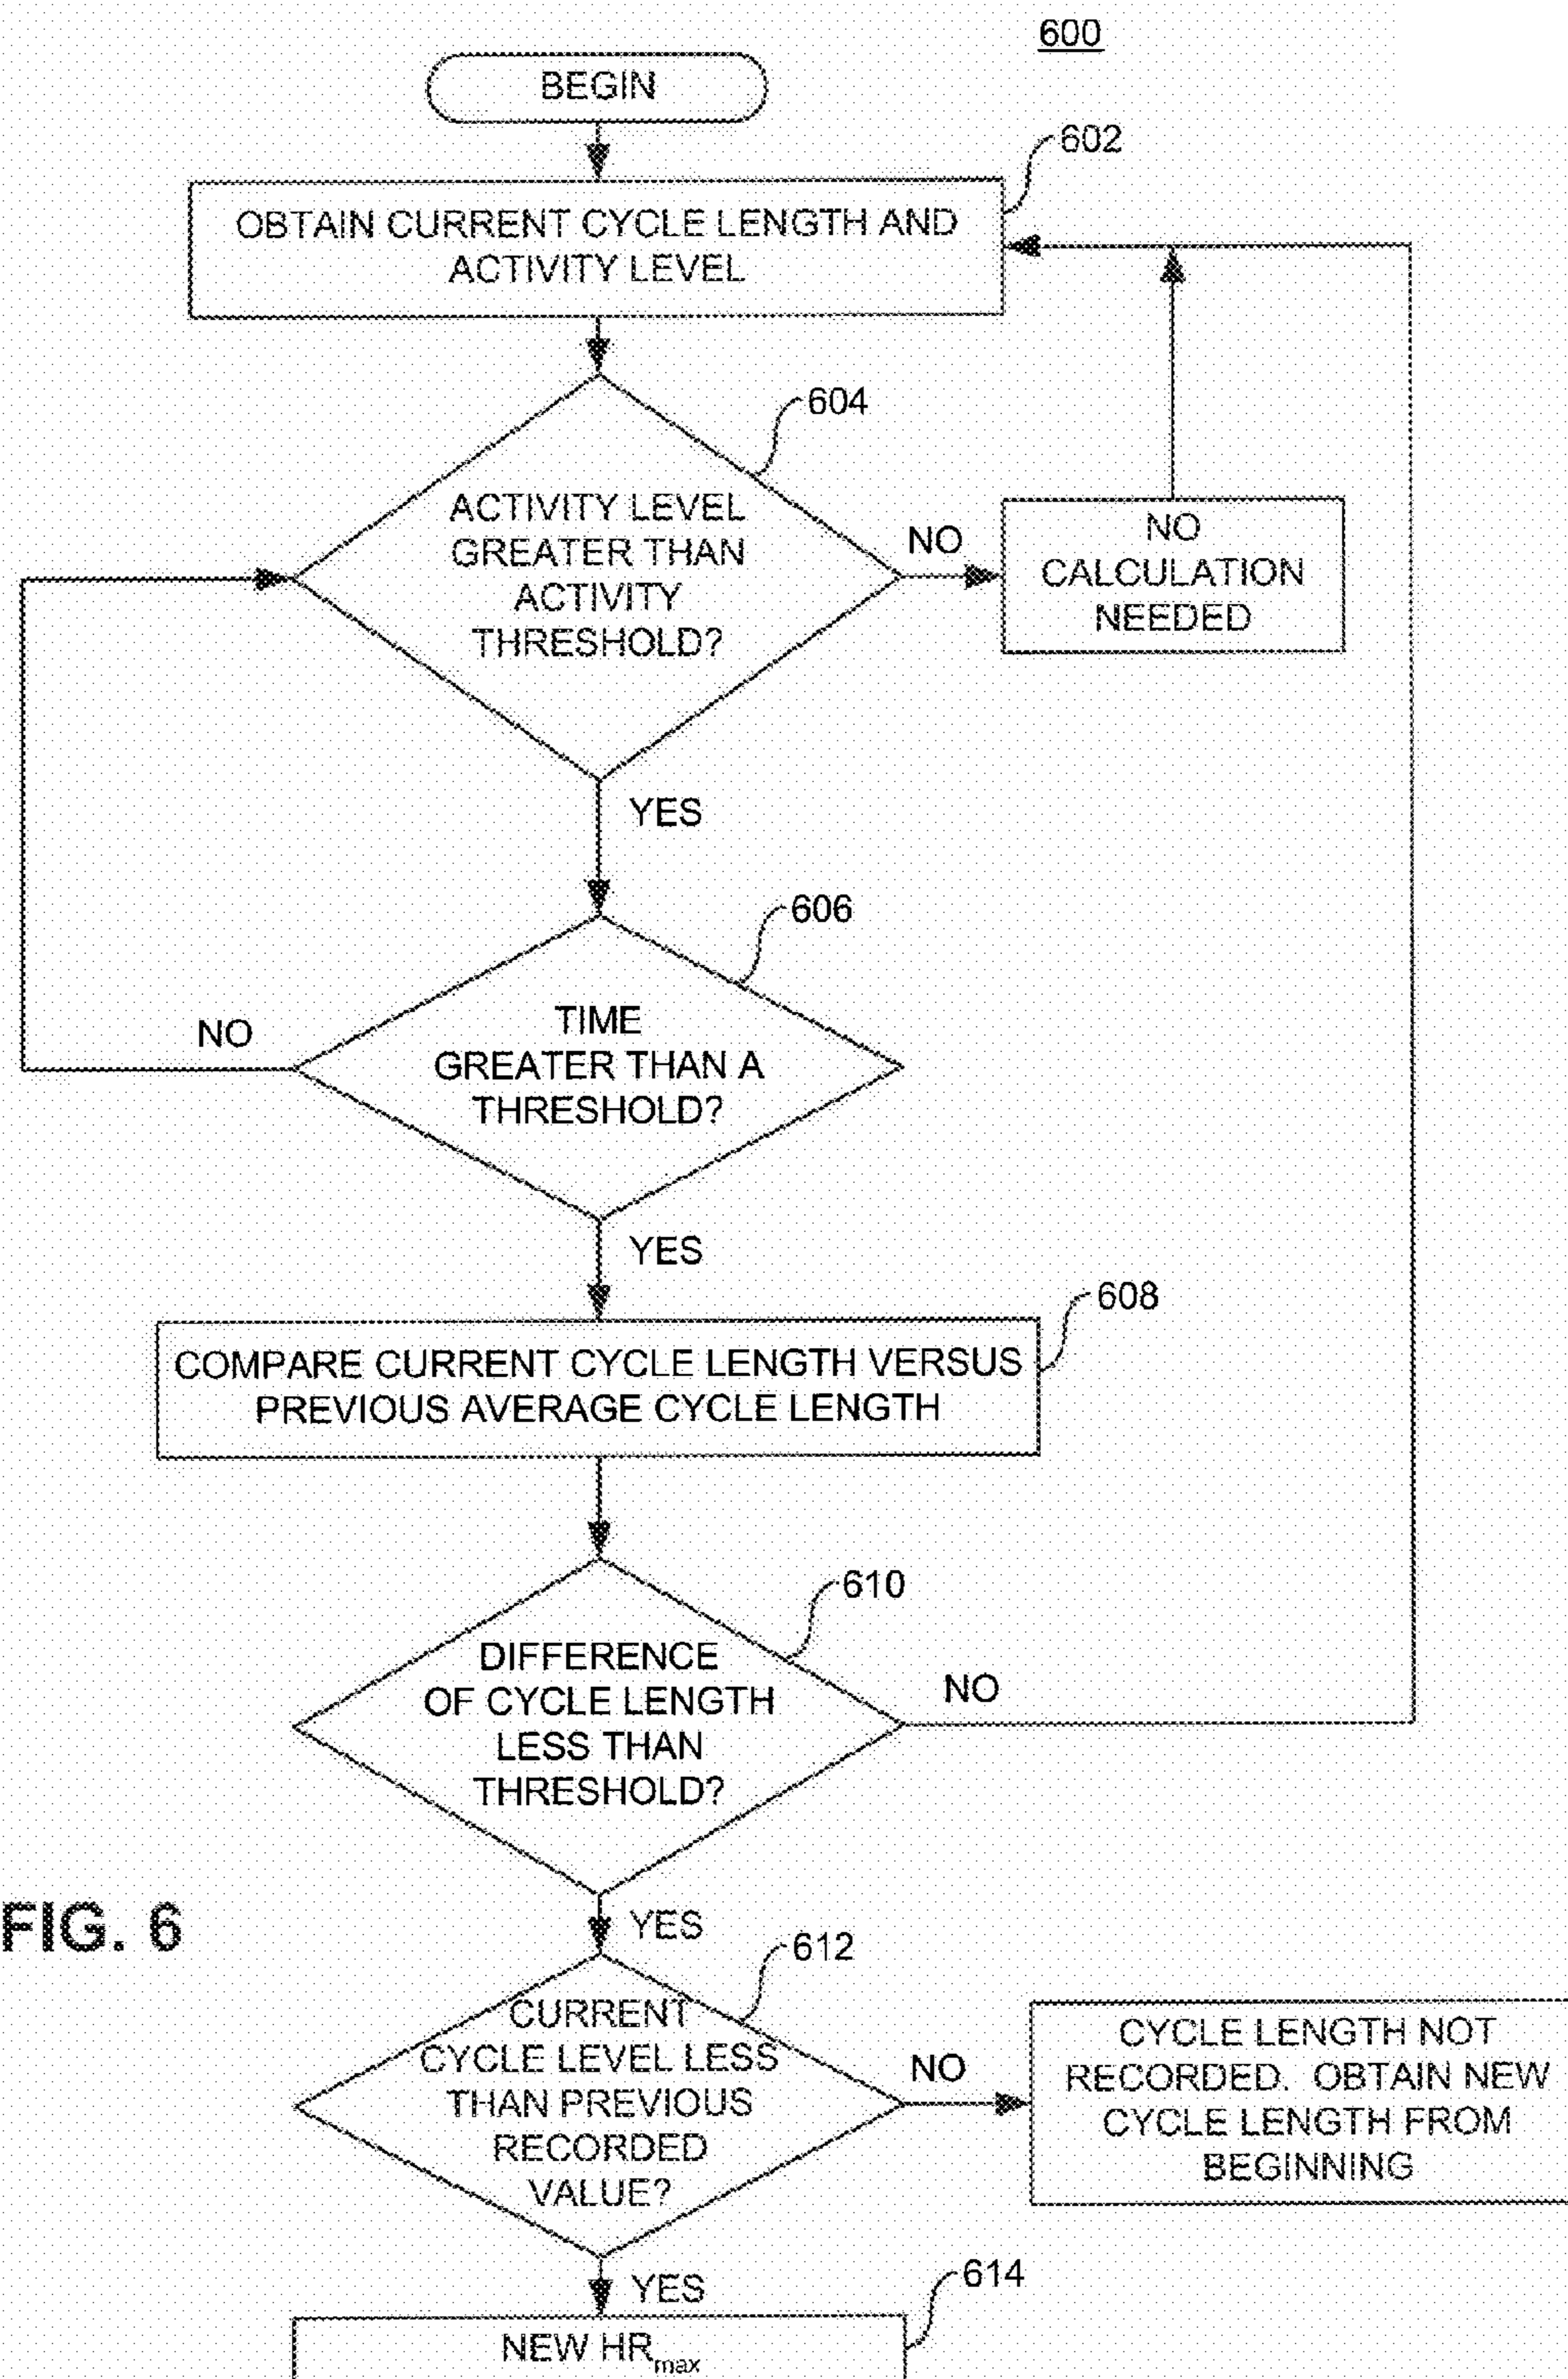 600
BEGIN
602
OBTAIN CURRENT CYCLE LENGTH AND
ACTIVITY LEVEL
604
ACTIVITY LEVEL
GREATER THAN
ACTIVITY
THRESHOLD?
NO
NO
CALCULATION
NEEDED
YES
606
TIME
GREATER THAN A
THRESHOLD?
NO
YES
608
COMPARE CURRENT CYCLE LENGTH VERSUS
PREVIOUS AVERAGE CYCLE LENGTH
610
DIFFERENCE
OF CYCLE LENGTH
LESS THAN
THRESHOLD?
NO
YES
FIG. 6
612
CURRENT
CYCLE LEVEL LESS
THAN PREVIOUS
RECORDED
VALUE?
NO
CYCLE LENGTH NOT
RECORDED. OBTAIN NEW
CYCLE LENGTH FROM
BEGINNING
YES
614
NEW HRmax